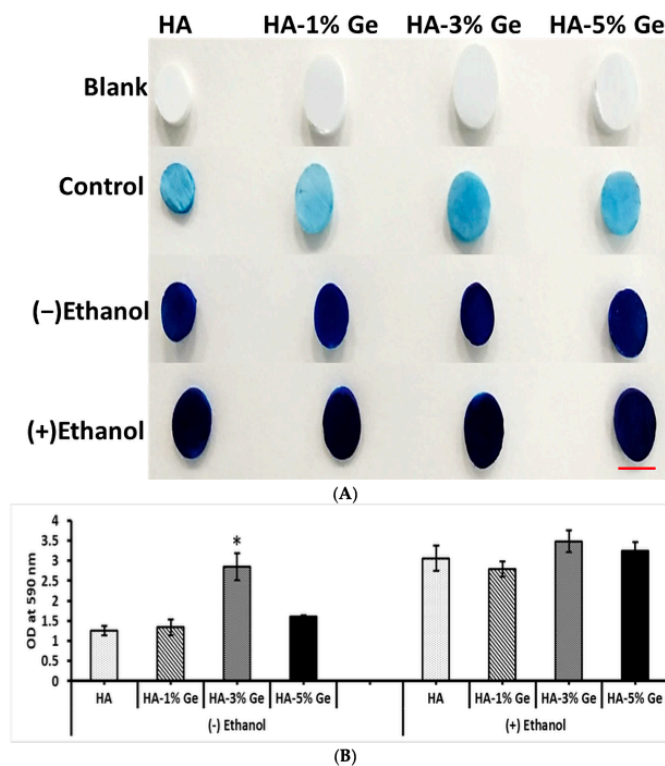 HA HA-1% Ge HA-3% Ge HA-5% Ge
Blank
Control
(−)Ethanol
(+)Ethanol
(A)
OD at 590 nm
4
3.5
3
2.5
2
1.5
1
0.5
0
*
HA HA-1% Ge HA-3% Ge HA-5% Ge HA HA-1% Ge HA-3% Ge HA-5% Ge
(-) Ethanol (+) Ethanol
(B)